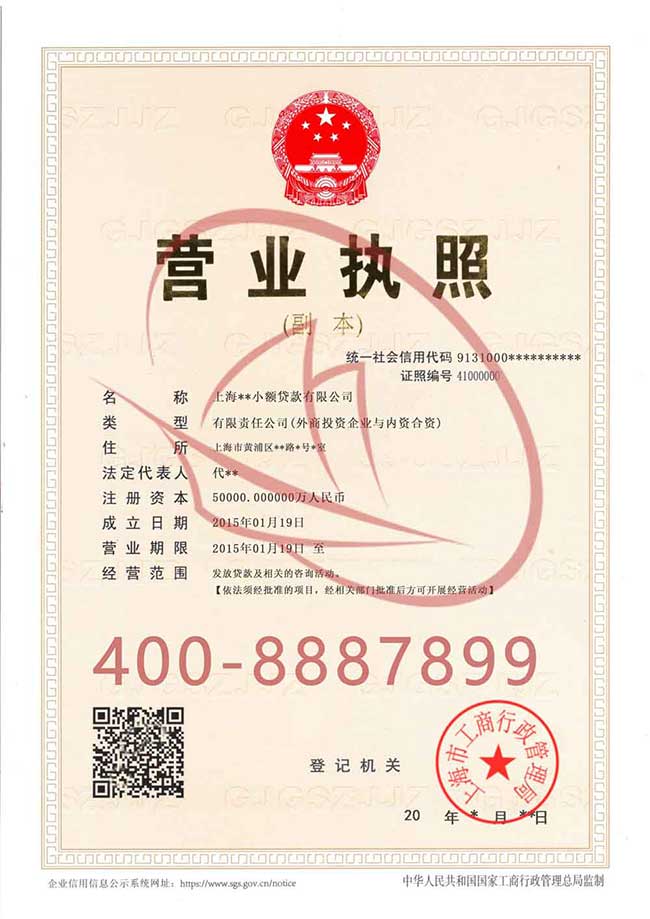 营业执照
(副 本)
统一社会信用代码 9131000**********
证照编号 41000000
名 称 上海**小额贷款有限公司
类 型 有限责任公司(外商投资企业与内资合资)
住 所 上海市黄浦区**路*号*室
法定代表人 代**
注册资本 50000.000000万人民币
成立日期 2015年01月19日
营业期限 2015年01月19日 至
经营范围 发放贷款及相关的咨询活动。
【依法须经批准的项目，经相关部门批准后方可开展经营活动】
400-8887899
登记机关
上海市工商行政管理局
20 年 * 月 **日
企业信用信息公示系统网址：https://www.sgs.gov.cn/notice
中华人民共和国国家工商行政管理总局监制